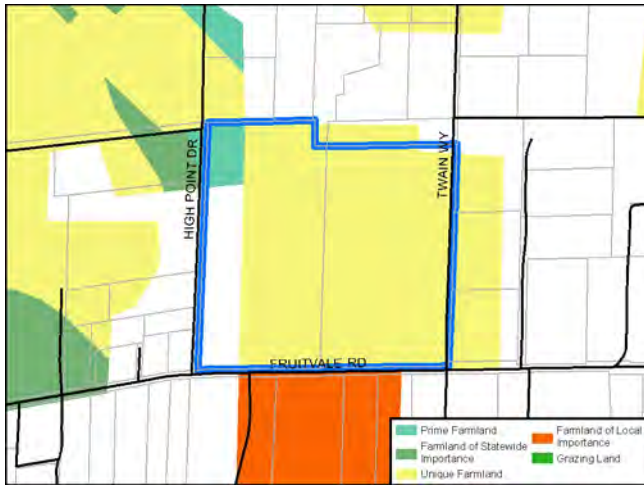 HIGH POINT DR
TWAIN WY
FRUITVALE RD
Prime Farmland
Farmland of Statewide
Importance
Unique Farmland
Farmland of Local
Importance
Grazing Land